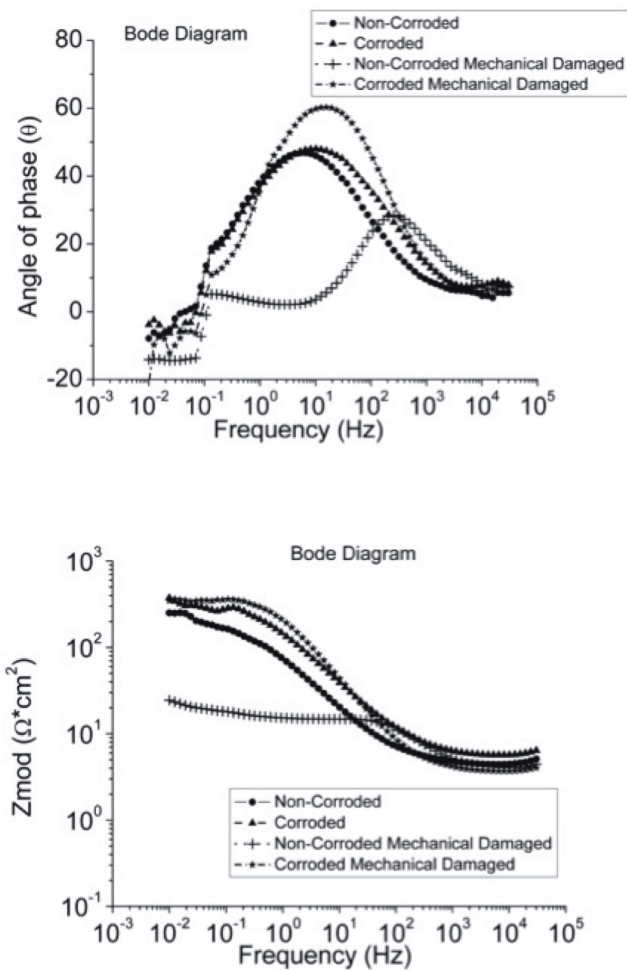 Bode Diagram
Non-Corroded
Corroded
Non-Corroded Mechanical Damaged
Corroded Mechanical Damaged
Angle of phase (θ)
80
60
40
20
0
-20
10⁻³ 10⁻² 10⁻¹ 10⁰ 10¹ 10² 10³ 10⁴ 10⁵
Frequency (Hz)
Bode Diagram
Zmod (Ω*cm²)
10³
10²
10¹
10⁰
10⁻¹
Non-Corroded
Corroded
Non-Corroded Mechanical Damaged
Corroded Mechanical Damaged
10⁻³ 10⁻² 10⁻¹ 10⁰ 10¹ 10² 10³ 10⁴ 10⁵
Frequency (Hz)